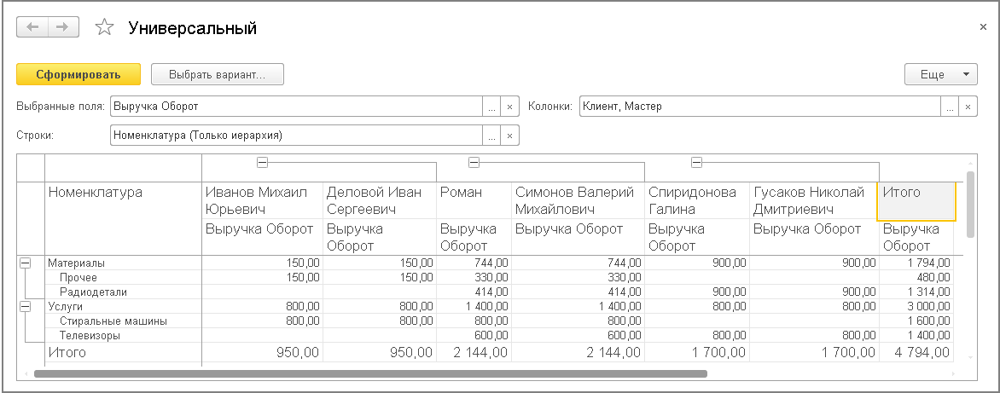 Универсальный
×
Сформировать Выбрать вариант... Еще
Выбранные поля: Выручка Оборот ... × Колонки: Клиент, Мастер ... ×
Строки: Номенклатура (Только иерархия) ... ×
Номенклатура Иванов Михаил Деловой Иван Роман Симонов Валерий Спиридонова Гусаков Николай Итого
Юрьевич Сергеевич Михайлович Галина Дмитриевич
Выручка Оборот Выручка Выручка Выручка Оборот Выручка Выручка Оборот Выручка
Оборот Оборот Оборот Оборот
Материалы 150,00 150,00 744,00 744,00 900,00 900,00 1 794,00
Прочее 150,00 150,00 330,00 330,00 480,00
Радиодетали 414,00 414,00 900,00 900,00 1 314,00
Услуги 800,00 800,00 1 400,00 1 400,00 800,00 800,00 3 000,00
Стиральные машины 800,00 800,00 800,00 800,00 1 600,00
Телевизоры 600,00 600,00 800,00 800,00 1 400,00
Итого 950,00 950,00 2 144,00 2 144,00 1 700,00 1 700,00 4 794,00